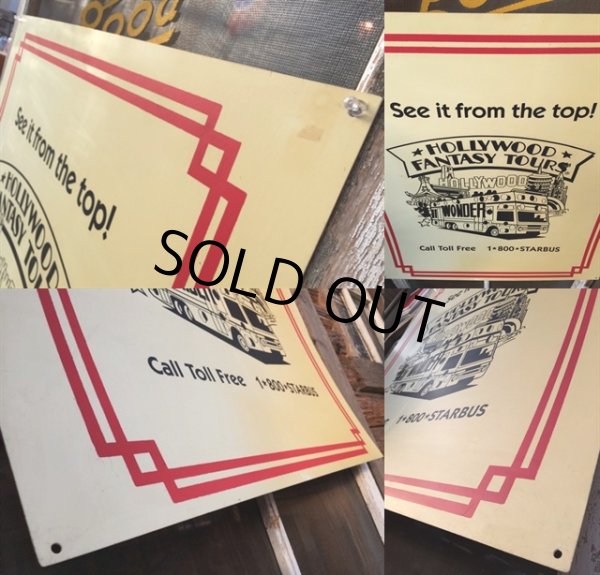 Food
See it from the top!
HOLLYWOOD
FANTASY TOURS
See it from the top!
HOLLYWOOD
FANTASY TOURS
HOLLYWOOD
WONDER
Call Toll Free 1★800★STARBUS
SOLD OUT
Call Toll Free 1★800★STARBUS
1★800★STARBUS